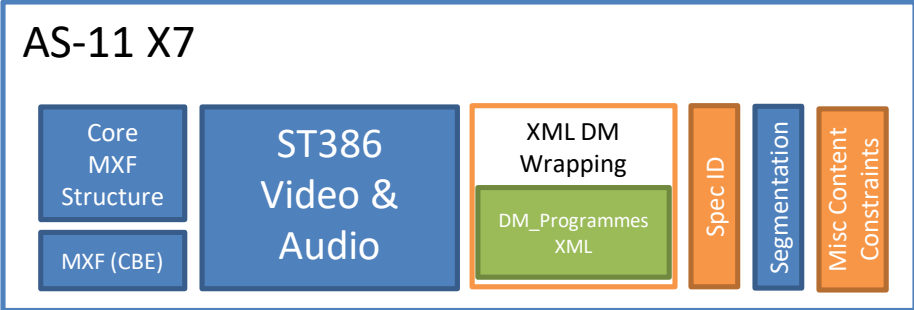 AS-11 X7
Core
MXF
Structure
MXF (CBE)
ST386
Video &
Audio
XML DM
Wrapping
DM_Programmes
XML
Spec ID
Segmentation
Misc Content
Constraints